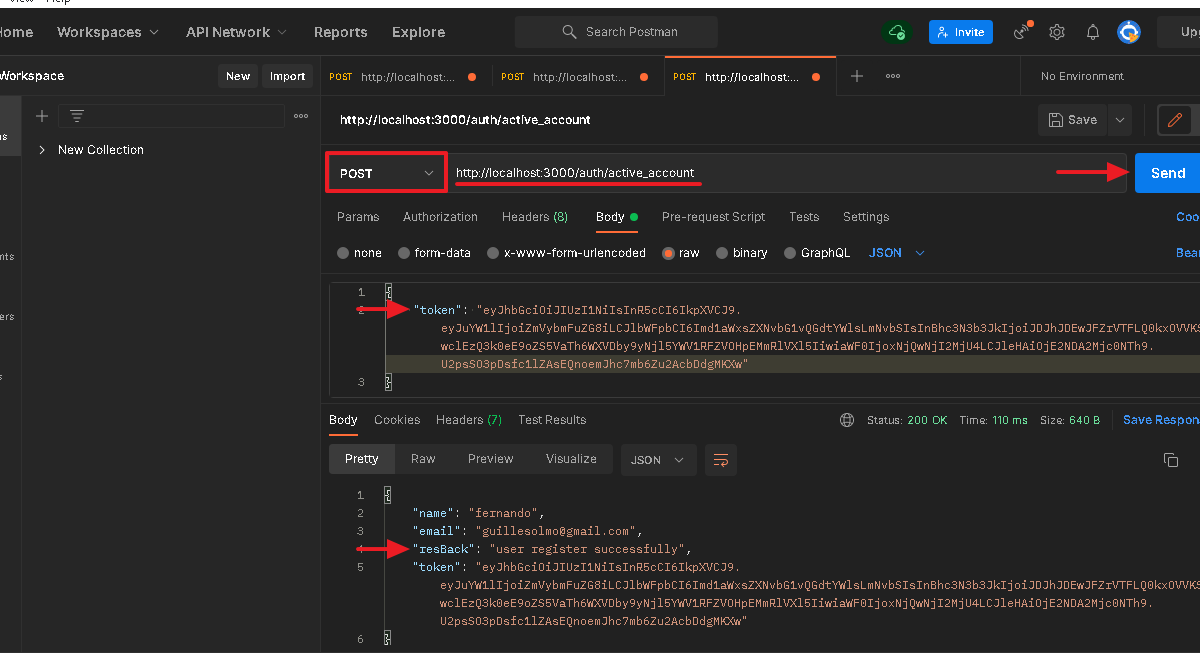 View Help
Home Workspaces API Network Reports Explore Search Postman Invite Upg
Workspace New Import POST http://localhost:... POST http://localhost:... POST http://localhost:... No Environment
http://localhost:3000/auth/active_account Save
New Collection
POST http://localhost:3000/auth/active_account Send
Params Authorization Headers (8) Body Pre-request Script Tests Settings Coo
none form-data x-www-form-urlencoded raw binary GraphQL JSON Bea
1 {
2 "token": "eyJhbGciOiJIUzI1NiIsInR5cCI6IkpXVCJ9.
eyJuYW1lIjoiZmVybmFuZG8iLCJlbWFpbCI6Imd1aWxsZXNvbG1vQGdtYWlsLmNvbSIsInBhc3N3b3JkIjoiJDJhJDEwJFZrVTFLQ0kxOVVKS
wclEzQ3k0eE9oZS5VaTh6WXVDby9yNjl5YWV1RFZVOHpEMmRlVXl5IiwiaWF0IjoxNjQwNjI2MjU4LCJleHAiOjE2NDA2Mjc0NTh9.
U2psSO3pDsfc1lZAsEQnoemJhc7mb6Zu2AcbDdgMKXw"
3 }
Body Cookies Headers (7) Test Results Status: 200 OK Time: 110 ms Size: 640 B Save Respon
Pretty Raw Preview Visualize JSON
1 {
2 "name": "fernando",
3 "email": "guillesolmo@gmail.com",
4 "resBack": "user register successfully",
5 "token": "eyJhbGciOiJIUzI1NiIsInR5cCI6IkpXVCJ9.
eyJuYW1lIjoiZmVybmFuZG8iLCJlbWFpbCI6Imd1aWxsZXNvbG1vQGdtYWlsLmNvbSIsInBhc3N3b3JkIjoiJDJhJDEwJFZrVTFLQ0kxOVVKS
wclEzQ3k0eE9oZS5VaTh6WXVDby9yNjl5YWV1RFZVOHpEMmRlVXl5IiwiaWF0IjoxNjQwNjI2MjU4LCJleHAiOjE2NDA2Mjc0NTh9.
U2psSO3pDsfc1lZAsEQnoemJhc7mb6Zu2AcbDdgMKXw"
6 }